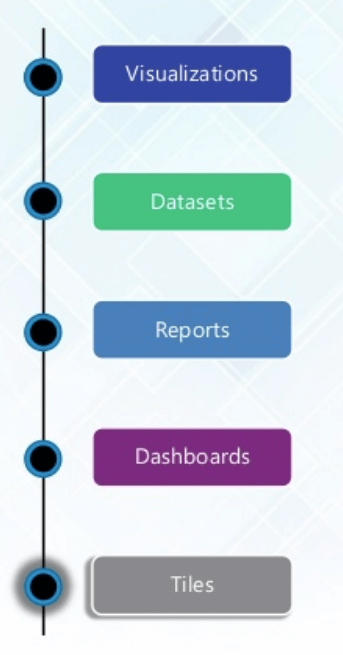 Visualizations
Datasets
Reports
Dashboards
Tiles